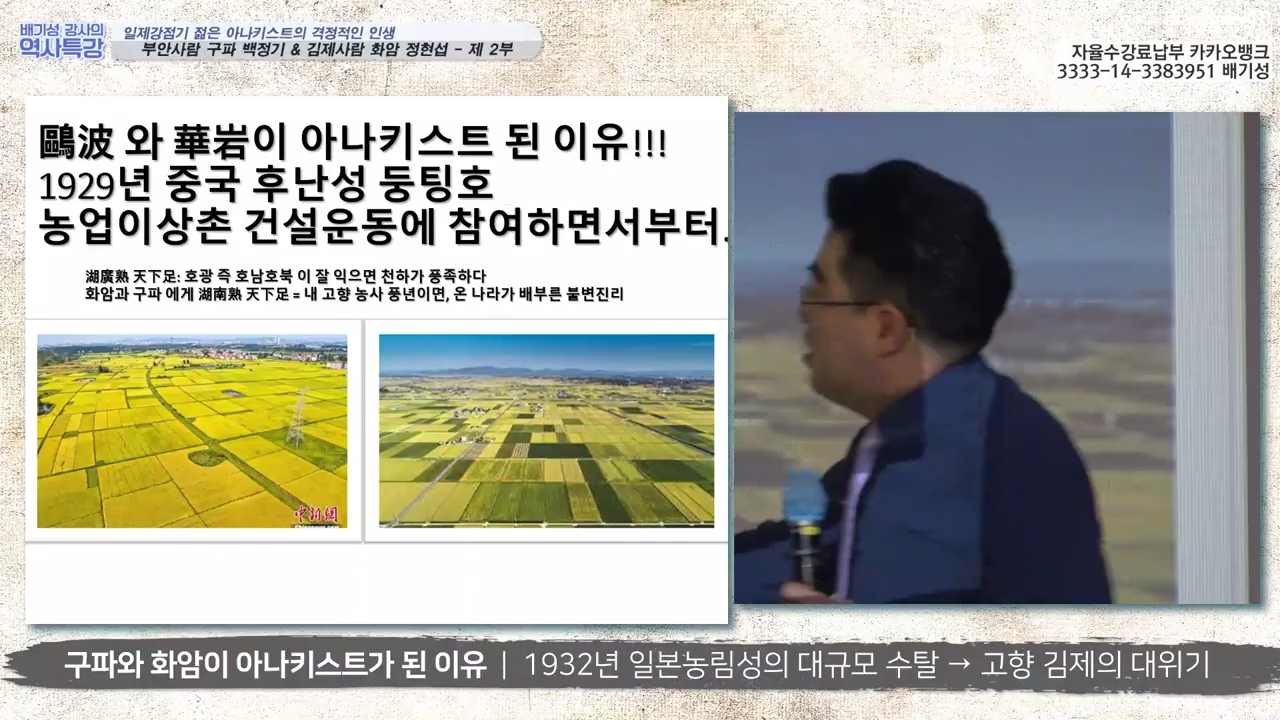 배기성 강사의
역사특강
일제강점기 젊은 아나키스트의 격정적인 인생
부안사람 구파 백정기 & 김제사람 화암 정현섭 - 제 2부
자율수강료납부 카카오뱅크
3333-14-3383951 배기성
鷗波 와 華岩이 아나키스트 된 이유!!!
1929년 중국 후난성 둥팅호
농업이상촌 건설운동에 참여하면서부터.
湖廣熟 天下足: 호광 즉 호남호북 이 잘 익으면 천하가 풍족하다
화암과 구파 에게 湖南熟 天下足 = 내 고향 농사 풍년이면, 온 나라가 배부른 불변진리
中新網
구파와 화암이 아나키스트가 된 이유 | 1932년 일본농림성의 대규모 수탈 → 고향 김제의 대위기